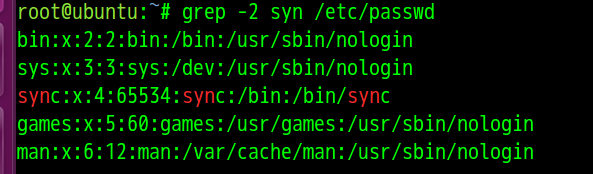 root@ubuntu:~# grep -2 syn /etc/passwd
bin:x:2:2:bin:/bin:/usr/sbin/nologin
sys:x:3:3:sys:/dev:/usr/sbin/nologin
sync:x:4:65534:sync:/bin:/bin/sync
games:x:5:60:games:/usr/games:/usr/sbin/nologin
man:x:6:12:man:/var/cache/man:/usr/sbin/nologin